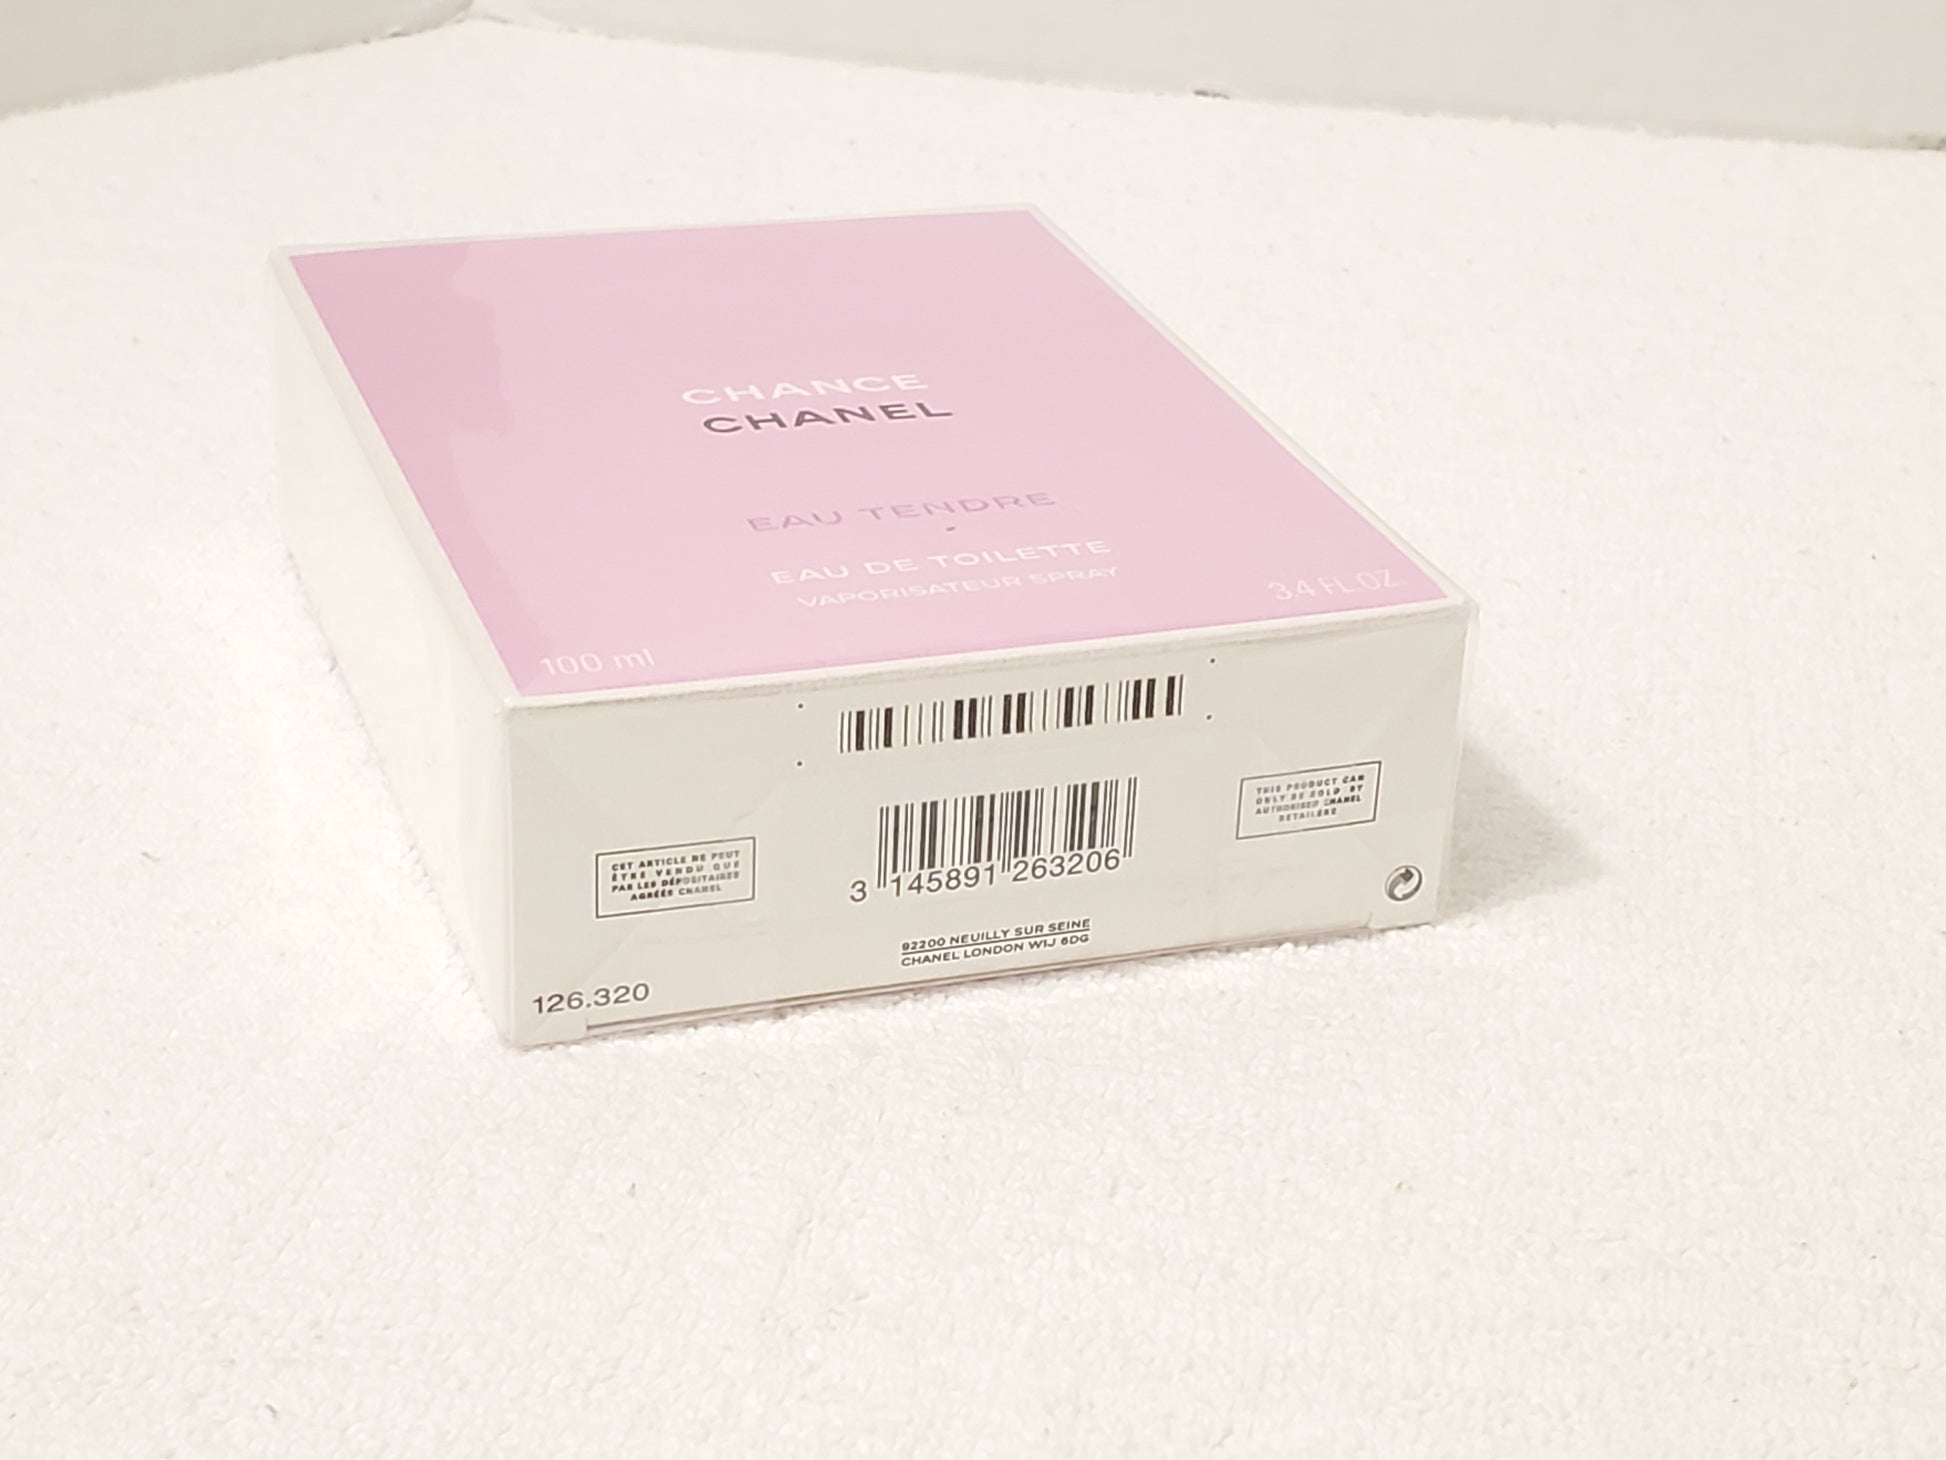 CHANCE
CHANEL
EAU TENDRE
EAU DE TOILETTE
VAPORISATEUR SPRAY
100 ml
3.4 FL.OZ.
CET ARTICLE NE PEUT
ÊTRE VENDU QUE
PAR LES DÉPOSITAIRES
AGRÉÉS CHANEL
3 145891 263206
THIS PRODUCT CAN
ONLY BE SOLD BY
AUTHORISED CHANEL
RETAILERS
92200 NEUILLY SUR SEINE
CHANEL LONDON W1J 6DG
126.320